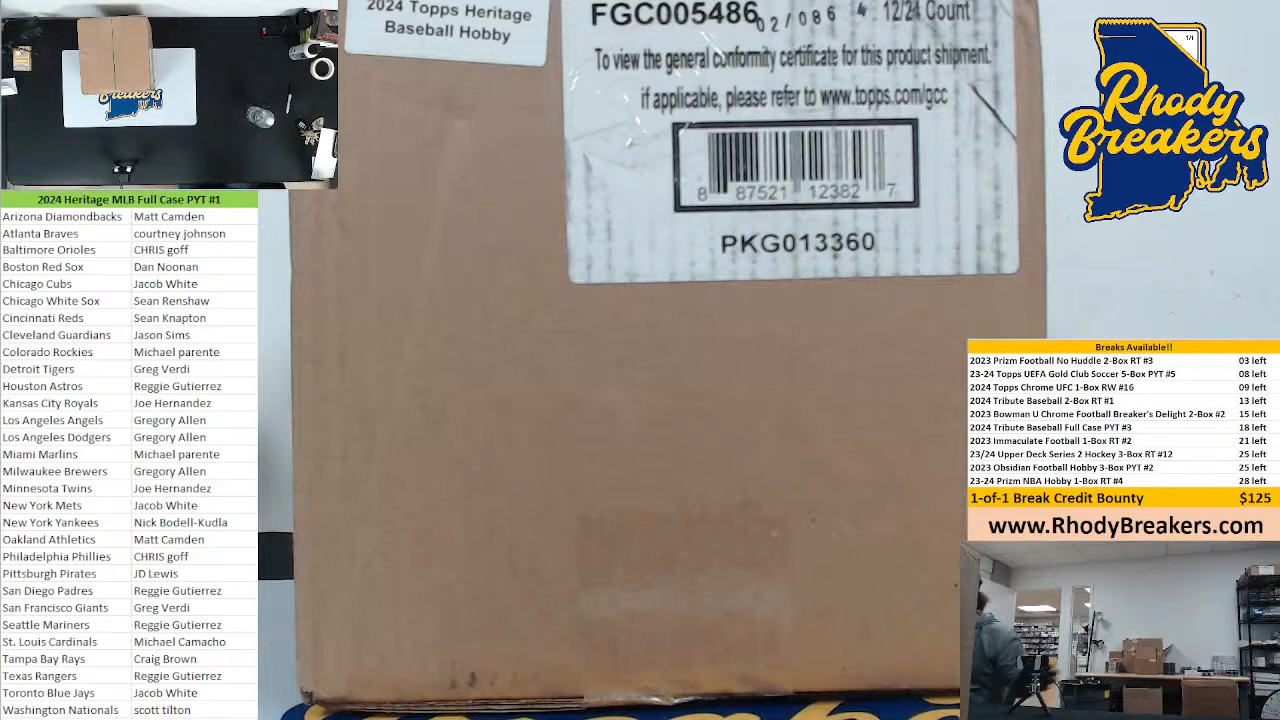 2024 Topps Heritage
Baseball Hobby
FGC005486
02/086 4 12/24 Count
To view the general conformity certificate for this product shipment.
if applicable, please refer to www.topps.com/gcc
8 87521 12382 7
PKG013360
1/1
Rhody
Breakers
Breakers
2024 Heritage MLB Full Case PYT #1
Arizona Diamondbacks Matt Camden
Atlanta Braves courtney johnson
Baltimore Orioles CHRIS goff
Boston Red Sox Dan Noonan
Chicago Cubs Jacob White
Chicago White Sox Sean Renshaw
Cincinnati Reds Sean Knapton
Cleveland Guardians Jason Sims
Colorado Rockies Michael parente
Detroit Tigers Greg Verdi
Houston Astros Reggie Gutierrez
Kansas City Royals Joe Hernandez
Los Angeles Angels Gregory Allen
Los Angeles Dodgers Gregory Allen
Miami Marlins Michael parente
Milwaukee Brewers Gregory Allen
Minnesota Twins Joe Hernandez
New York Mets Jacob White
New York Yankees Nick Bodell-Kudla
Oakland Athletics Matt Camden
Philadelphia Phillies CHRIS goff
Pittsburgh Pirates JD Lewis
San Diego Padres Reggie Gutierrez
San Francisco Giants Greg Verdi
Seattle Mariners Reggie Gutierrez
St. Louis Cardinals Michael Camacho
Tampa Bay Rays Craig Brown
Texas Rangers Reggie Gutierrez
Toronto Blue Jays Jacob White
Washington Nationals scott tilton
Breaks Available!!
2023 Prizm Football No Huddle 2-Box RT #3 03 left
23-24 Topps UEFA Gold Club Soccer 5-Box PYT #5 08 left
2024 Topps Chrome UFC 1-Box RW #16 09 left
2024 Tribute Baseball 2-Box RT #1 13 left
2023 Bowman U Chrome Football Breaker's Delight 2-Box #2 15 left
2024 Tribute Baseball Full Case PYT #3 18 left
2023 Immaculate Football 1-Box RT #2 21 left
23/24 Upper Deck Series 2 Hockey 3-Box RT #12 25 left
2023 Obsidian Football Hobby 3-Box PYT #2 25 left
23-24 Prizm NBA Hobby 1-Box RT #4 28 left
1-of-1 Break Credit Bounty $125
www.RhodyBreakers.com